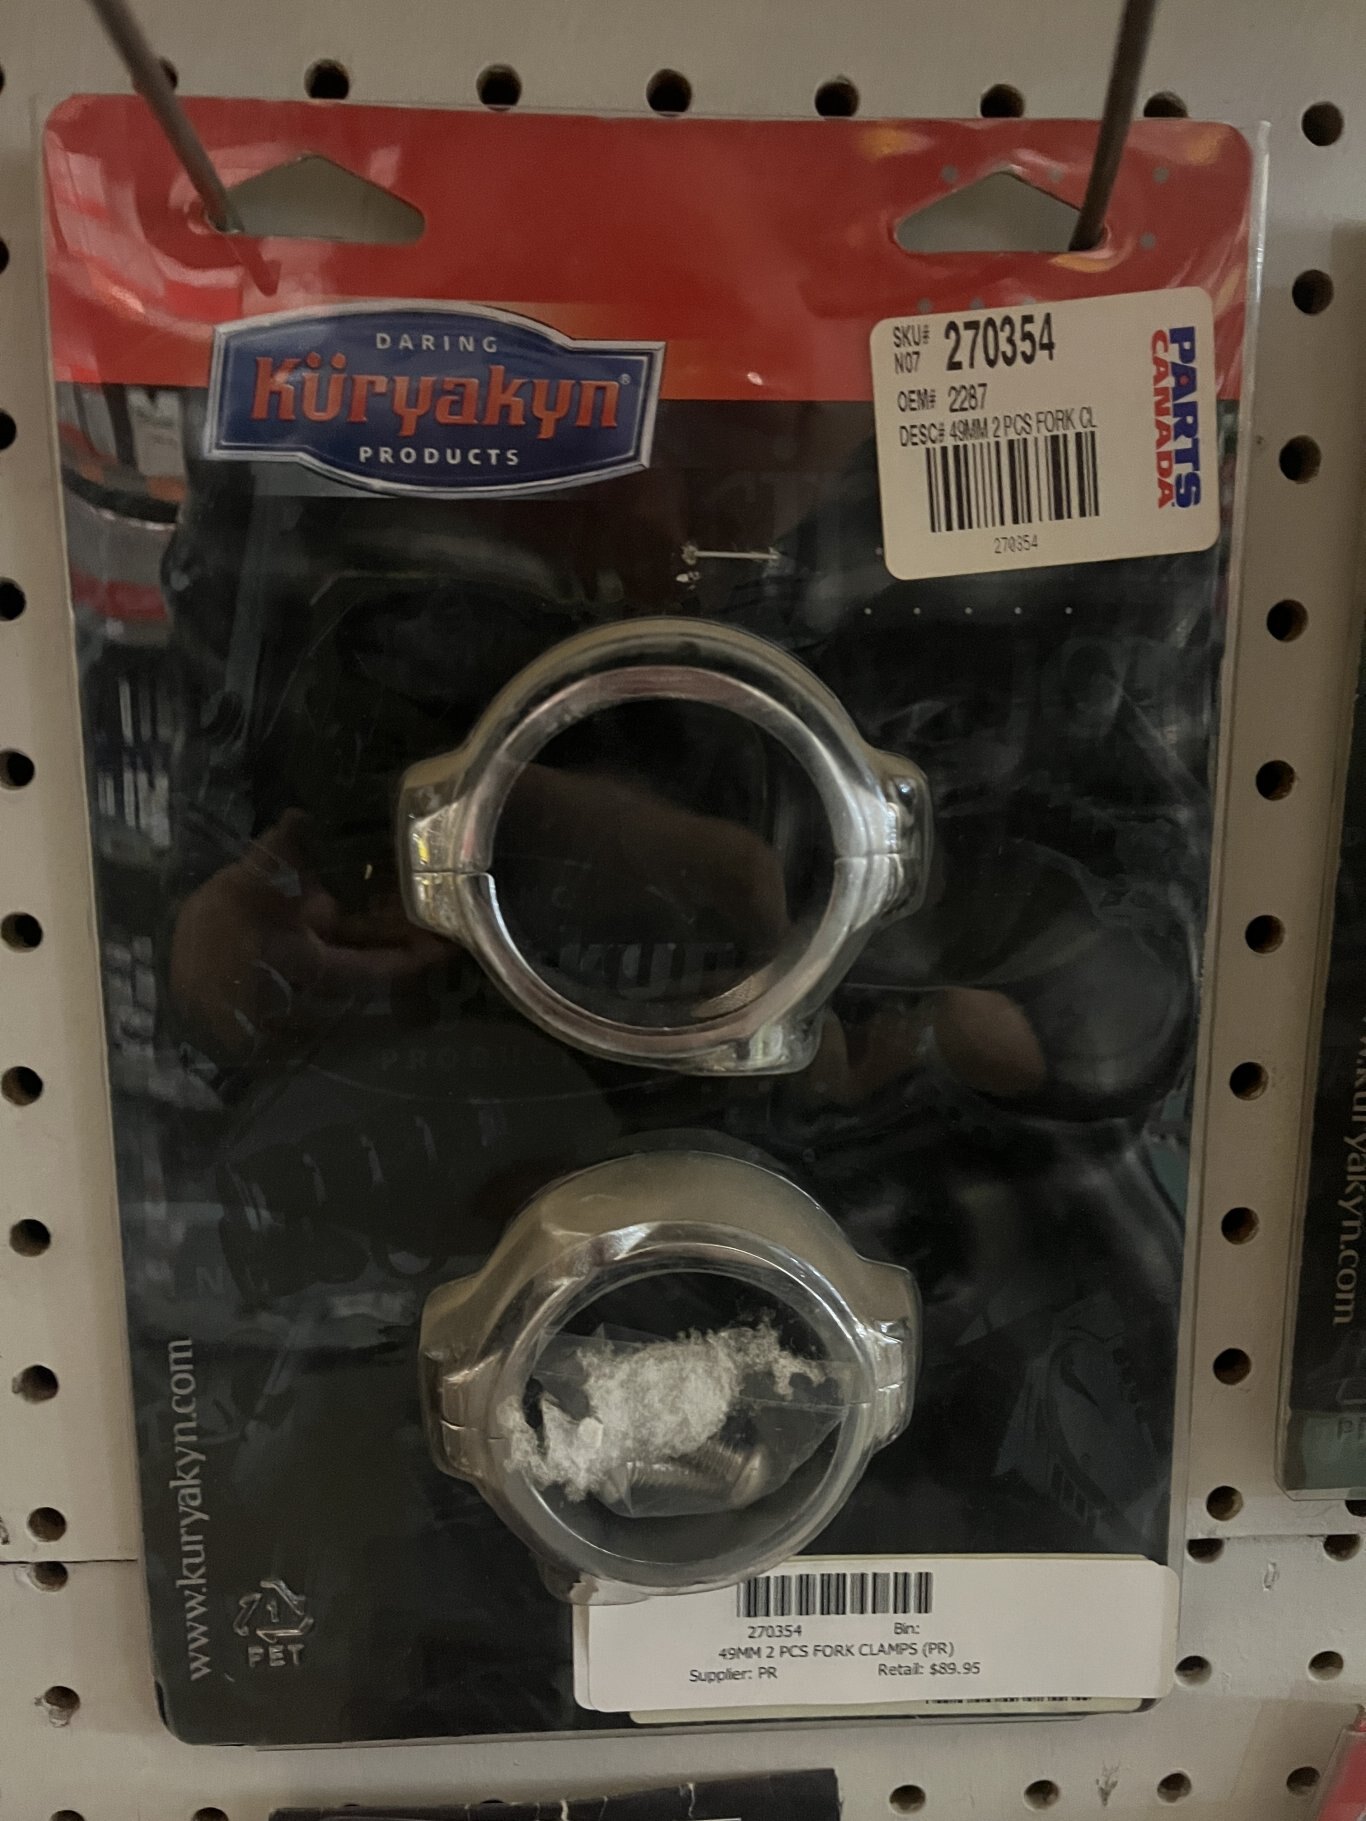 DARING
Küryakyn®
PRODUCTS
SKU# 270354
N07
OEM# 2287
DESC# 49MM 2 PCS FORK CL
270354
PARTS
CANADA
www.kuryakyn.com
1
PET
270354 Bin:
49MM 2 PCS FORK CLAMPS (PR)
Supplier: PR Retail: $89.95
kuryakyn.com